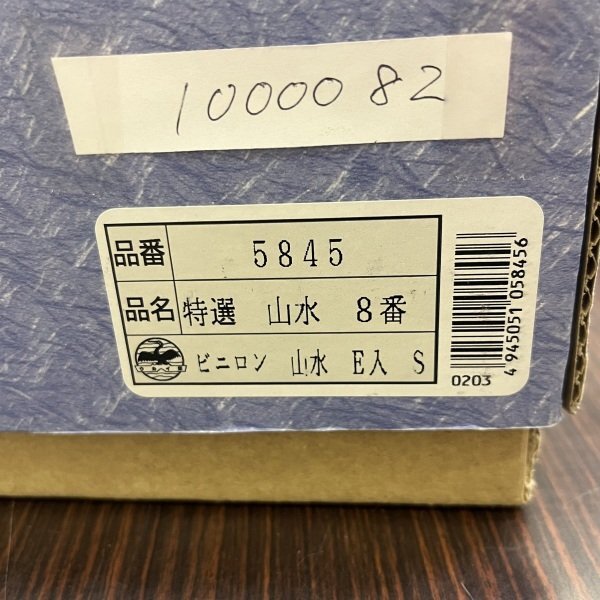 1000082
品番 5845
品名 特選 山水 8番
ビニロン 山水 E入 S
0203
4945051058456